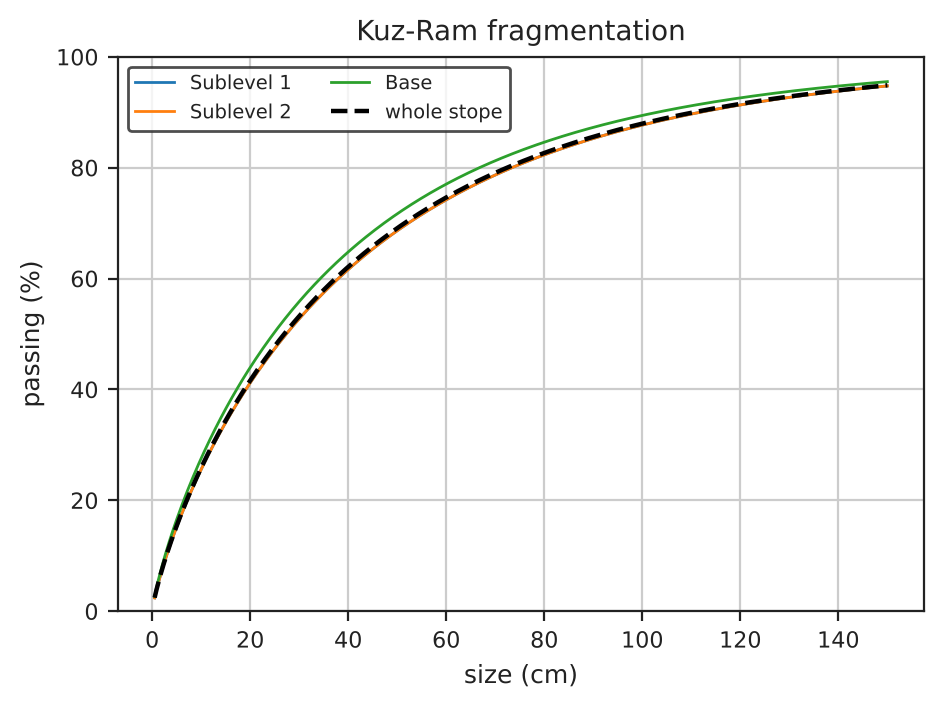 Kuz-Ram fragmentation
Sublevel 1
Sublevel 2
Base
whole stope
passing (%)
100
80
60
40
20
0
0 20 40 60 80 100 120 140
size (cm)